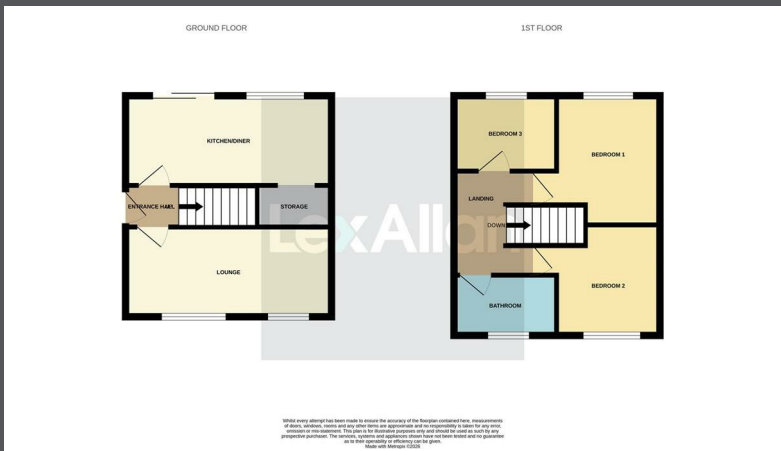 GROUND FLOOR
1ST FLOOR
KITCHEN/DINER
ENTRANCE HALL
STORAGE
LOUNGE
BEDROOM 3
BEDROOM 1
LANDING
DOWN
BATHROOM
BEDROOM 2
LexAllan
Whilst every attempt has been made to ensure the accuracy of the floorplan contained here, measurements
of doors, windows, rooms and any other items are approximate and no responsibility is taken for any error,
omission or mis-statement. This plan is for illustrative purposes only and should be used as such by any
prospective purchaser. The services, systems and appliances shown have not been tested and no guarantee
as to their operability or efficiency can be given.
Made with Metropix ©2026